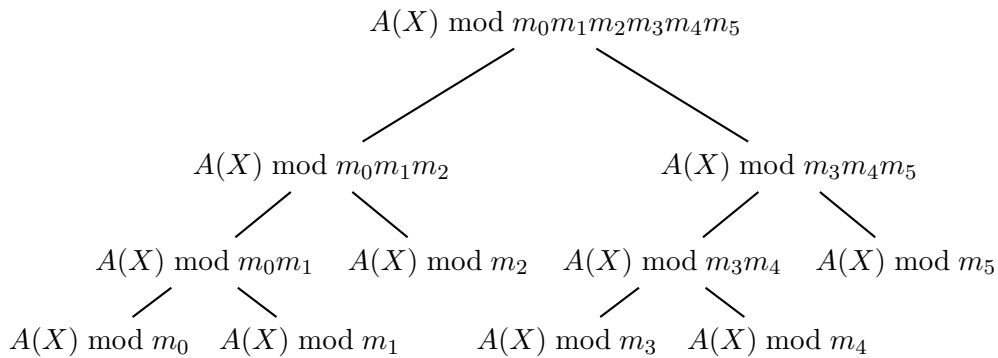 A(X) mod m₀m₁m₂m₃m₄m₅
A(X) mod m₀m₁m₂ A(X) mod m₃m₄m₅
A(X) mod m₀m₁ A(X) mod m₂ A(X) mod m₃m₄ A(X) mod m₅
A(X) mod m₀ A(X) mod m₁ A(X) mod m₃ A(X) mod m₄